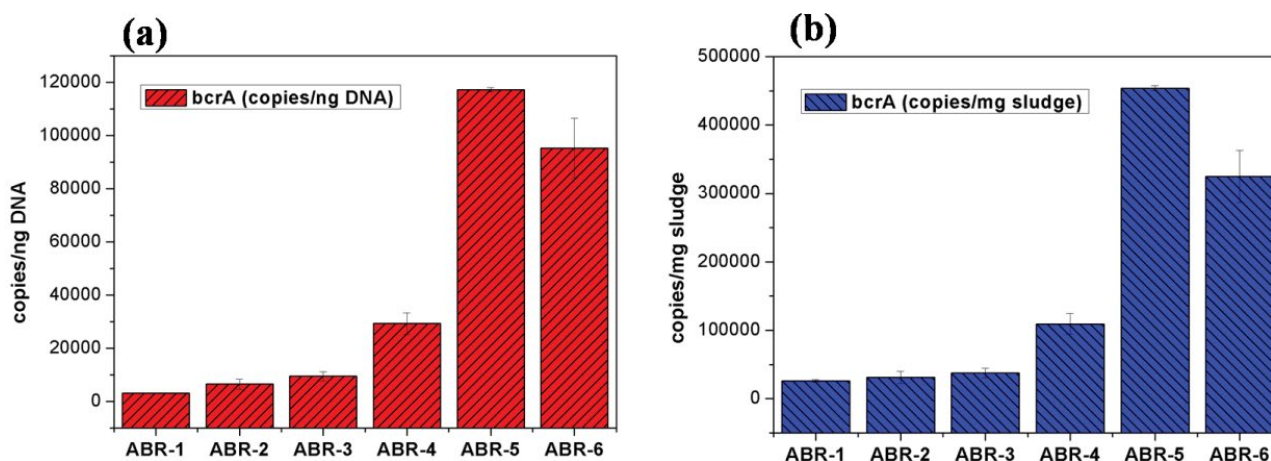 (a)
bcrA (copies/ng DNA)
copies/ng DNA
120000
100000
80000
60000
40000
20000
0
ABR-1 ABR-2 ABR-3 ABR-4 ABR-5 ABR-6
(b)
bcrA (copies/mg sludge)
copies/mg sludge
500000
400000
300000
200000
100000
0
ABR-1 ABR-2 ABR-3 ABR-4 ABR-5 ABR-6